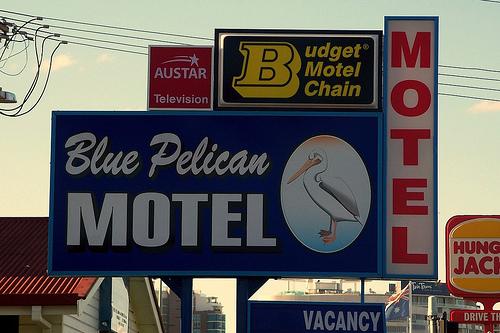 AUSTAR
Television
Budget®
Motel
Chain
MOTEL
Blue Pelican
MOTEL
VACANCY
HUNG
JACK
DRIVE T